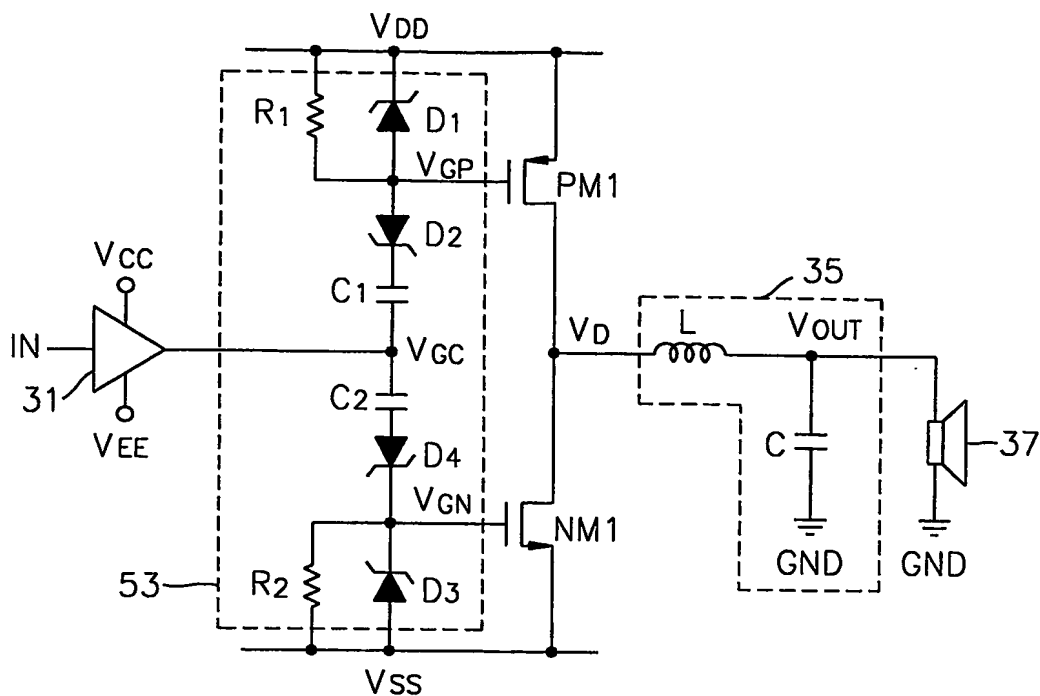 VDD
R1
D1
VGP
PM1
D2
VCC
C1
35
IN
VGC
VD
L
VOUT
31
C2
VEE
D4
C
37
VGN
NM1
GND
GND
53
R2
D3
VSS